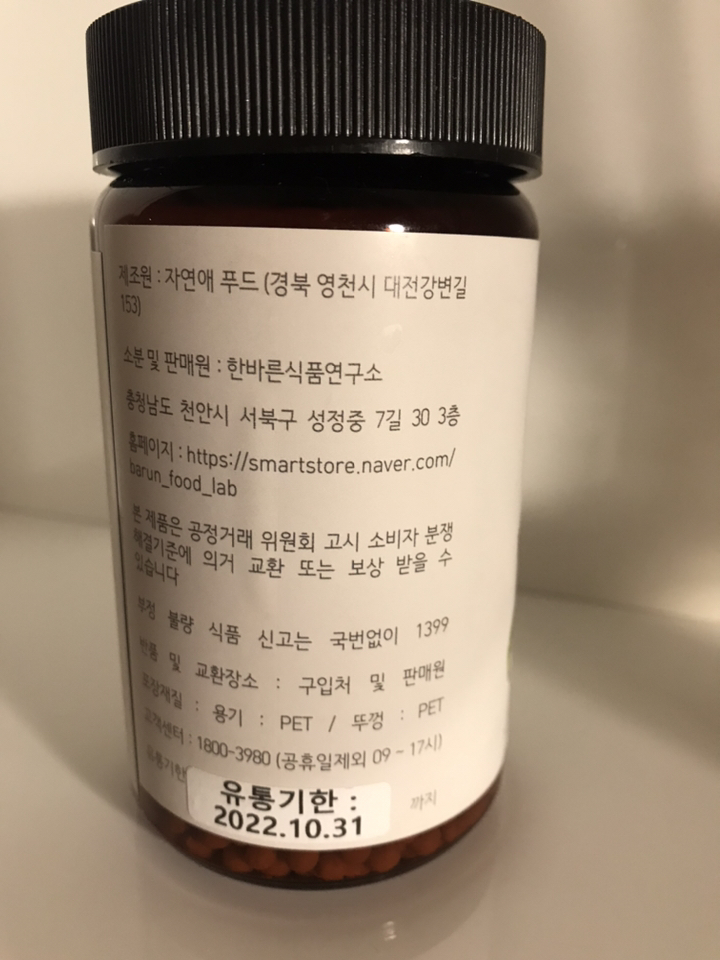 제조원 : 자연애 푸드 (경북 영천시 대전강변길
153)
소분 및 판매원 : 한바른식품연구소
충청남도 천안시 서북구 성정중 7길 30 3층
홈페이지 : https://smartstore.naver.com/
barun_food_lab
본 제품은 공정거래 위원회 고시 소비자 분쟁
해결기준에 의거 교환 또는 보상 받을 수
있습니다
부정 불량 식품 신고는 국번없이 1399
반품 및 교환장소 : 구입처 및 판매원
포장재질 : 용기 : PET / 뚜껑 : PET
고객센터 : 1800-3980 (공휴일제외 09 ~ 17시)
유통기한 까지
유통기한 :
2022.10.31